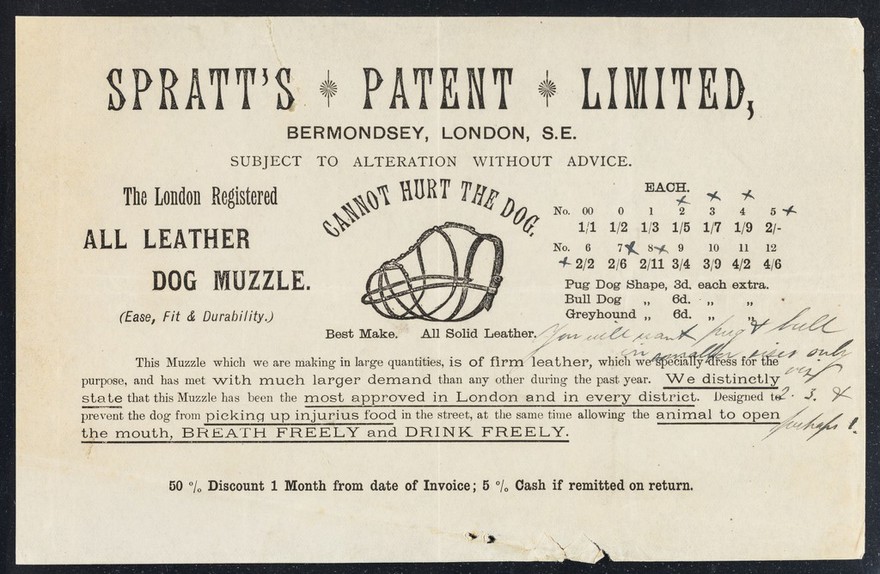 SPRATT'S PATENT LIMITED,
BERMONDSEY, LONDON, S.E.
SUBJECT TO ALTERATION WITHOUT ADVICE.
The London Registered
ALL LEATHER
DOG MUZZLE.
(Ease, Fit & Durability.)
CANNOT HURT THE DOG.
Best Make. All Solid Leather.
EACH.
No. 00 0 1 2 3 4 5
1/1 1/2 1/3 1/5 1/7 1/9 2/-
No. 6 7 8 9 10 11 12
2/2 2/6 2/11 3/4 3/9 4/2 4/6
Pug Dog Shape, 3d. each extra.
Bull Dog „ 6d. „ „
Greyhound „ 6d. „ „
You will want pug & bull
in smaller sizes only
viz
2. 3. &
perhaps 1.
This Muzzle which we are making in large quantities, is of firm leather, which we specially dress for the
purpose, and has met with much larger demand than any other during the past year. We distinctly
state that this Muzzle has been the most approved in London and in every district. Designed to
prevent the dog from picking up injurius food in the street, at the same time allowing the animal to open
the mouth, BREATH FREELY and DRINK FREELY.
50 % Discount 1 Month from date of Invoice; 5 % Cash if remitted on return.